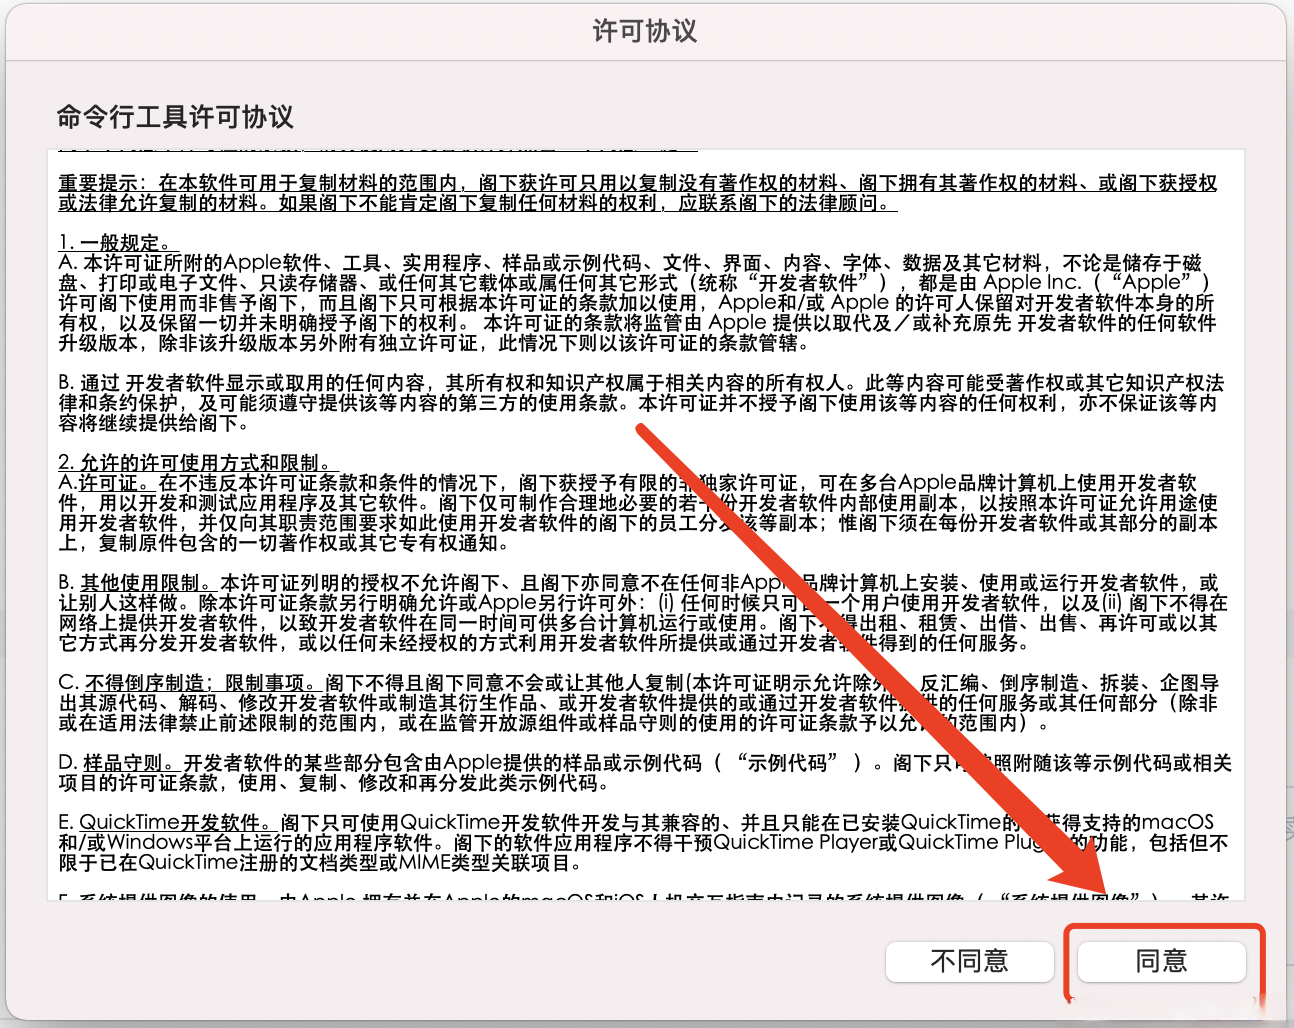 许可协议
命令行工具许可协议
重要提示：在本软件可用于复制材料的范围内，阁下获许可只用以复制没有著作权的材料、阁下拥有其著作权的材料、或阁下获授权
或法律允许复制的材料。如果阁下不能肯定阁下复制任何材料的权利，应联系阁下的法律顾问。
1. 一般规定。
A. 本许可证所附的Apple软件、工具、实用程序、样品或示例代码、文件、界面、内容、字体、数据及其它材料，不论是储存于磁
盘、打印或电子文件、只读存储器、或任何其它载体或属任何其它形式（统称“开发者软件”），都是由 Apple Inc.（“Apple”）
许可阁下使用而非售予阁下，而且阁下只可根据本许可证的条款加以使用，Apple和/或 Apple 的许可人保留对开发者软件本身的所
有权，以及保留一切并未明确授予阁下的权利。 本许可证的条款将监管由 Apple 提供以取代及／或补充原先 开发者软件的任何软件
升级版本，除非该升级版本另外附有独立许可证，此情况下则以该许可证的条款管辖。
B. 通过 开发者软件显示或取用的任何内容，其所有权和知识产权属于相关内容的所有权人。此等内容可能受著作权或其它知识产权法
律和条约保护，及可能须遵守提供该等内容的第三方的使用条款。本许可证并不授予阁下使用该等内容的任何权利，亦不保证该等内
容将继续提供给阁下。
2. 允许的许可使用方式和限制。
A.许可证。在不违反本许可证条款和条件的情况下，阁下获授予有限的非独家许可证，可在多台Apple品牌计算机上使用开发者软
件，用以开发和测试应用程序及其它软件。阁下仅可制作合理地必要的若干份开发者软件内部使用副本，以按照本许可证允许用途使
用开发者软件，并仅向其职责范围要求如此使用开发者软件的阁下的员工分发该等副本；惟阁下须在每份开发者软件或其部分的副本
上，复制原件包含的一切著作权或其它专有权通知。
B. 其他使用限制。本许可证列明的授权不允许阁下、且阁下亦同意不在任何非Apple品牌计算机上安装、使用或运行开发者软件，或
让别人这样做。除本许可证条款另行明确允许或Apple另行许可外：(i) 任何时候只可一个用户使用开发者软件，以及(ii) 阁下不得在
网络上提供开发者软件，以致开发者软件在同一时间可供多台计算机运行或使用。阁下不得出租、租赁、出借、出售、再许可或以其
它方式再分发开发者软件，或以任何未经授权的方式利用开发者软件所提供或通过开发者软件得到的任何服务。
C. 不得倒序制造；限制事项。阁下不得且阁下同意不会或让其他人复制(本许可证明示允许除外 反汇编、倒序制造、拆装、企图导
出其源代码、解码、修改开发者软件或制造其衍生作品、或开发者软件提供的或通过开发者软件提供的任何服务或其任何部分（除非
或在适用法律禁止前述限制的范围内，或在监管开放源组件或样品守则的使用的许可证条款予以允许的范围内）。
D. 样品守则。开发者软件的某些部分包含由Apple提供的样品或示例代码（ “示例代码” ）。阁下只可按照附随该等示例代码或相关
项目的许可证条款，使用、复制、修改和再分发此类示例代码。
E. QuickTime开发软件。阁下只可使用QuickTime开发软件开发与其兼容的、并且只能在已安装QuickTime的 获得支持的macOS
和/或Windows平台上运行的应用程序软件。阁下的软件应用程序不得干预QuickTime Player或QuickTime Plug 的功能，包括但不
限于已在QuickTime注册的文档类型或MIME类型关联项目。
不同意
同意